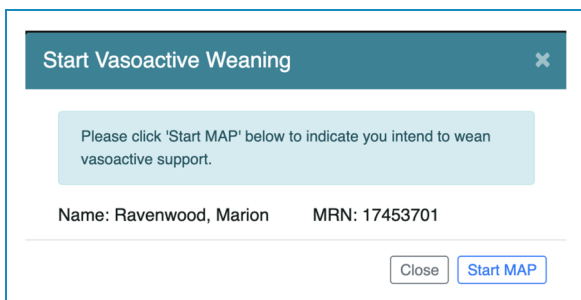 Start Vasoactive Weaning ×
Please click 'Start MAP' below to indicate you intend to wean
vasoactive support.
Name: Ravenwood, Marion MRN: 17453701
Close Start MAP